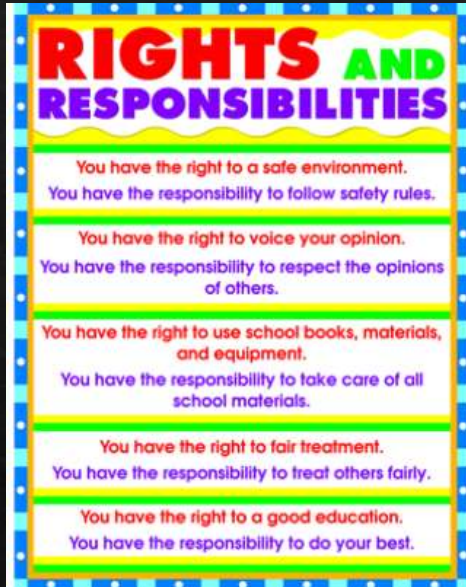 RIGHTS AND
RESPONSIBILITIES
You have the right to a safe environment.
You have the responsibility to follow safety rules.
You have the right to voice your opinion.
You have the responsibility to respect the opinions
of others.
You have the right to use school books, materials,
and equipment.
You have the responsibility to take care of all
school materials.
You have the right to fair treatment.
You have the responsibility to treat others fairly.
You have the right to a good education.
You have the responsibility to do your best.